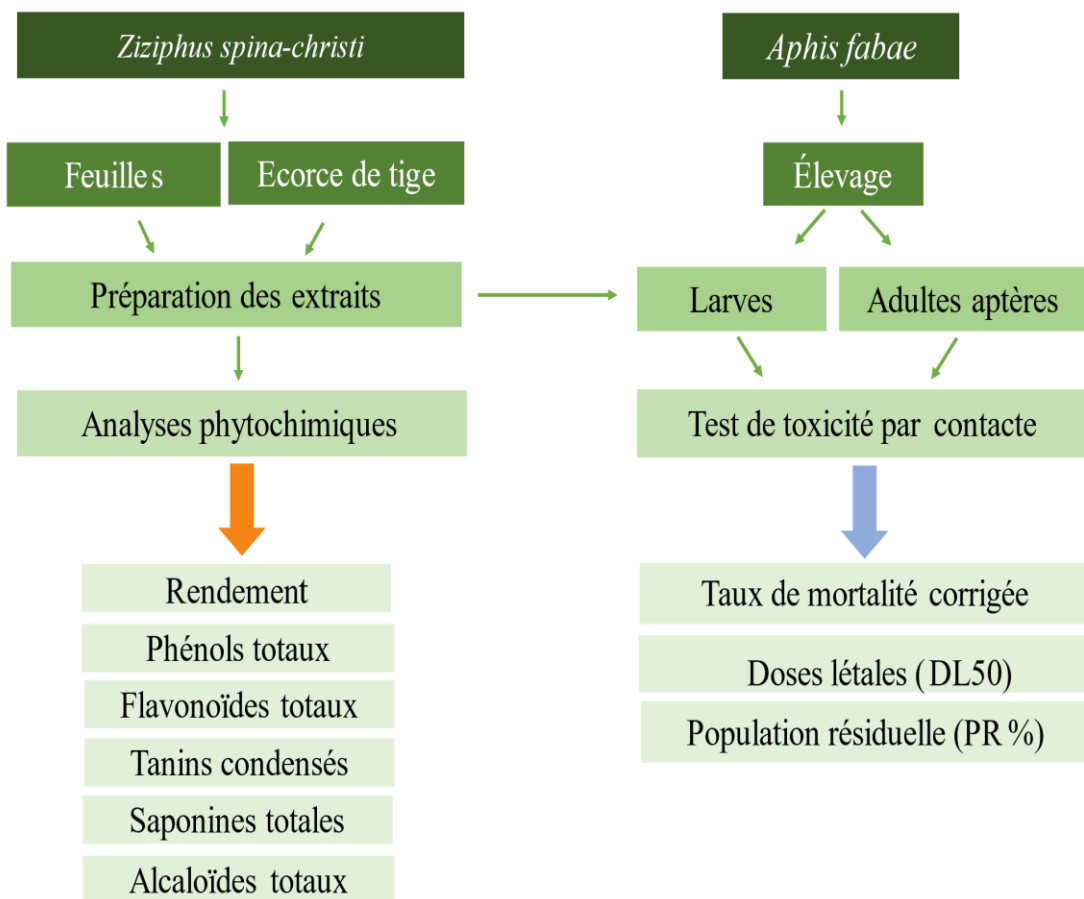 Ziziphus spina-christi
Aphis fabae
Feuilles
Ecorce de tige
Élevage
Préparation des extraits
Larves
Adultes aptères
Analyses phytochimiques
Test de toxicité par contacte
Rendement
Phénols totaux
Flavonoïdes totaux
Tanins condensés
Saponines totales
Alcaloïdes totaux
Taux de mortalité corrigée
Doses létales (DL50)
Population résiduelle (PR %)